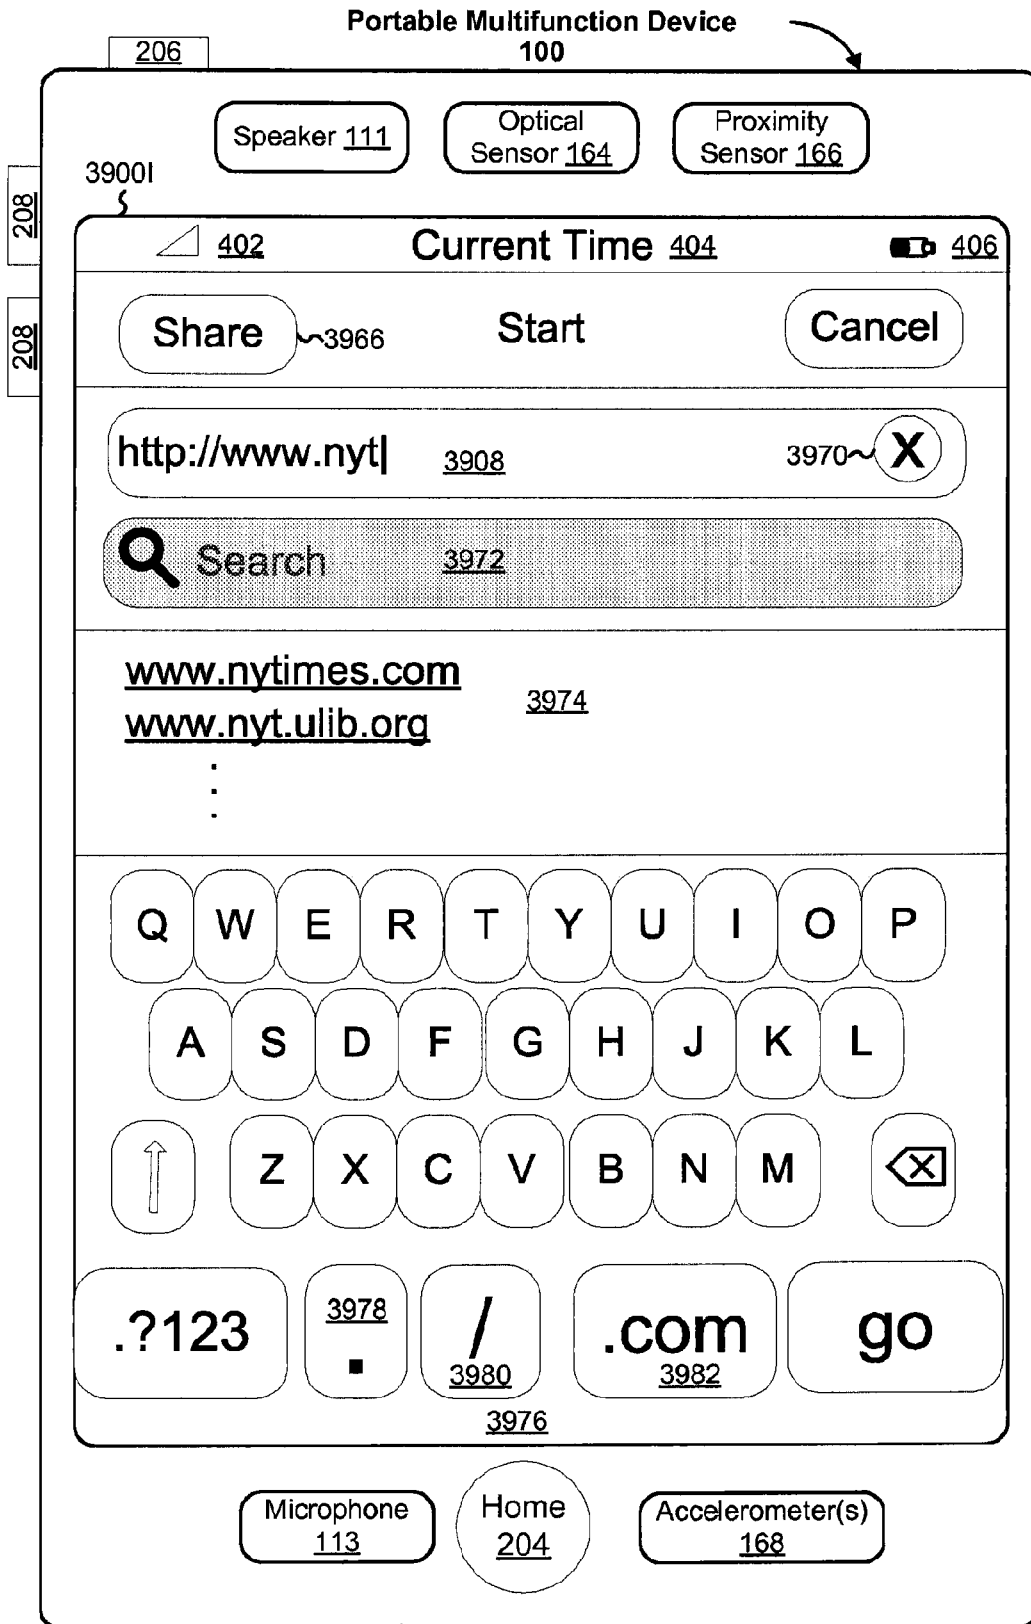 Portable Multifunction Device
100
206
Speaker 111
Optical
Sensor 164
Proximity
Sensor 166
3900I
208
208
402
Current Time 404
406
Share
3966
Start
Cancel
http://www.nyt
3908
3970
X
Search
3972
www.nytimes.com
3974
www.nyt.ulib.org
Q W E R T Y U I O P
A S D F G H J K L
Z X C V B N M
.?123
3978
.
/
3980
.com
3982
go
3976
Microphone
113
Home
204
Accelerometer(s)
168